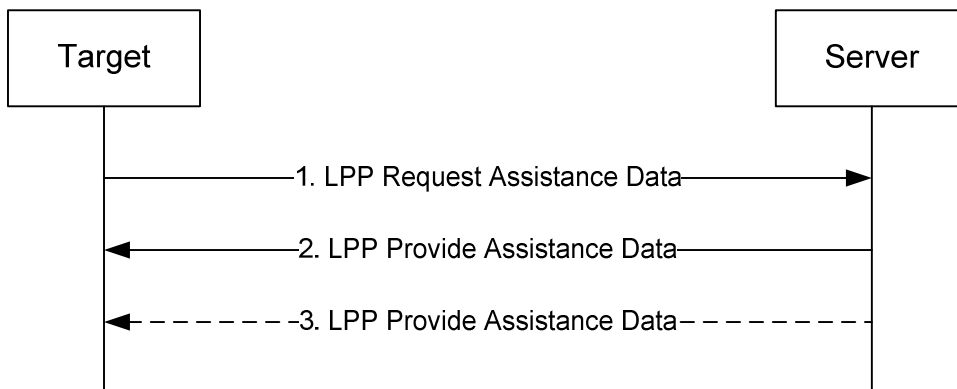 Target
Server
1. LPP Request Assistance Data
2. LPP Provide Assistance Data
3. LPP Provide Assistance Data